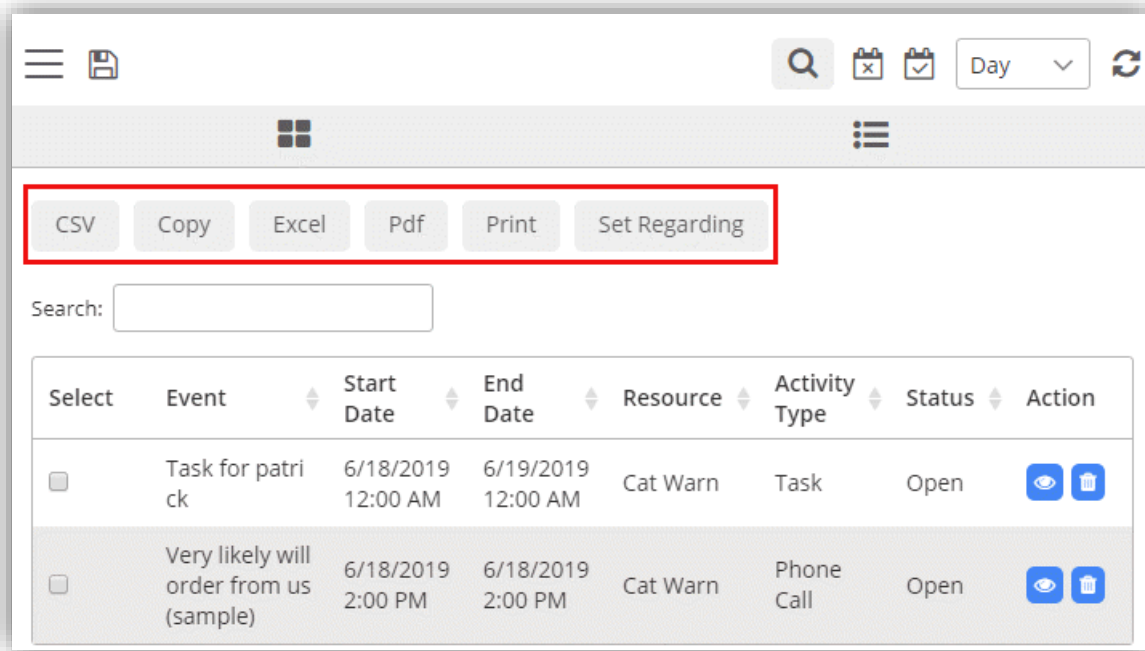 Day
CSV Copy Excel Pdf Print Set Regarding
Search:
Select Event Start Date End Date Resource Activity Type Status Action
Task for patri
ck 6/18/2019 12:00 AM 6/19/2019 12:00 AM Cat Warn Task Open
Very likely will
order from us
(sample) 6/18/2019 2:00 PM 6/18/2019 2:00 PM Cat Warn Phone Call Open